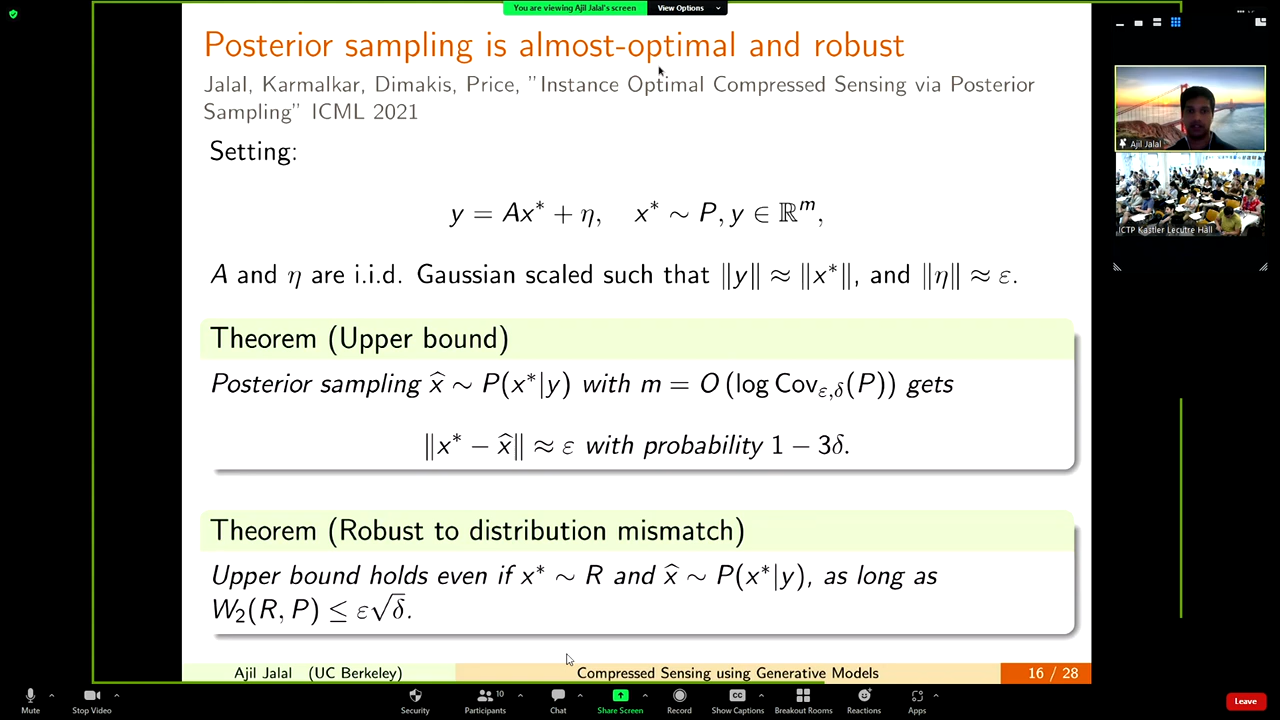 You are viewing Ajil Jalal's screen
View Options
Posterior sampling is almost-optimal and robust
Jalal, Karmalkar, Dimakis, Price, "Instance Optimal Compressed Sensing via Posterior
Sampling" ICML 2021
Setting:
y = Ax* + η, x* ∼ P, y ∈ ℝᵐ,
A and η are i.i.d. Gaussian scaled such that ‖y‖ ≈ ‖x*‖, and ‖η‖ ≈ ε.
Theorem (Upper bound)
Posterior sampling x̂ ∼ P(x*|y) with m = O (log Cov_{ε,δ}(P)) gets
‖x* − x̂‖ ≈ ε with probability 1 − 3δ.
Theorem (Robust to distribution mismatch)
Upper bound holds even if x* ∼ R and x̂ ∼ P(x*|y), as long as
W₂(R, P) ≤ ε√δ.
Ajil Jalal (UC Berkeley)
Compressed Sensing using Generative Models
16 / 28
Ajil Jalal
ICTP Kastler Lecutre Hall
Mute
Stop Video
Security
Participants
10
Chat
Share Screen
Record
CC
Show Captions
Breakout Rooms
Reactions
Apps
Leave